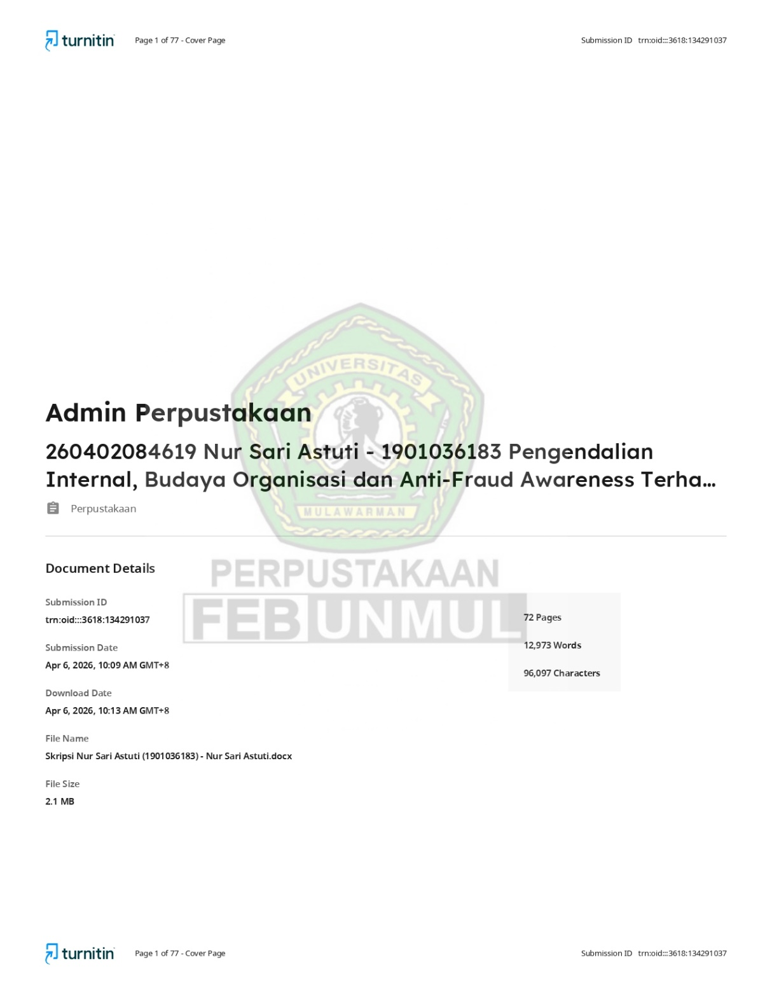 turnitin Page 1 of 77 - Cover Page Submission ID trn:oid:::3618:134291037
UNIVERSITAS
Admin Perpustakaan
260402084619 Nur Sari Astuti - 1901036183 Pengendalian
Internal, Budaya Organisasi dan Anti-Fraud Awareness Terha...
Perpustakaan
MULAWARMAN
PERPUSTAKAAN
FEB UNMUL
Document Details
Submission ID
trn:oid:::3618:134291037
Submission Date
Apr 6, 2026, 10:09 AM GMT+8
Download Date
Apr 6, 2026, 10:13 AM GMT+8
File Name
Skripsi Nur Sari Astuti (1901036183) - Nur Sari Astuti.docx
File Size
2.1 MB
72 Pages
12,973 Words
96,097 Characters
turnitin Page 1 of 77 - Cover Page Submission ID trn:oid:::3618:134291037